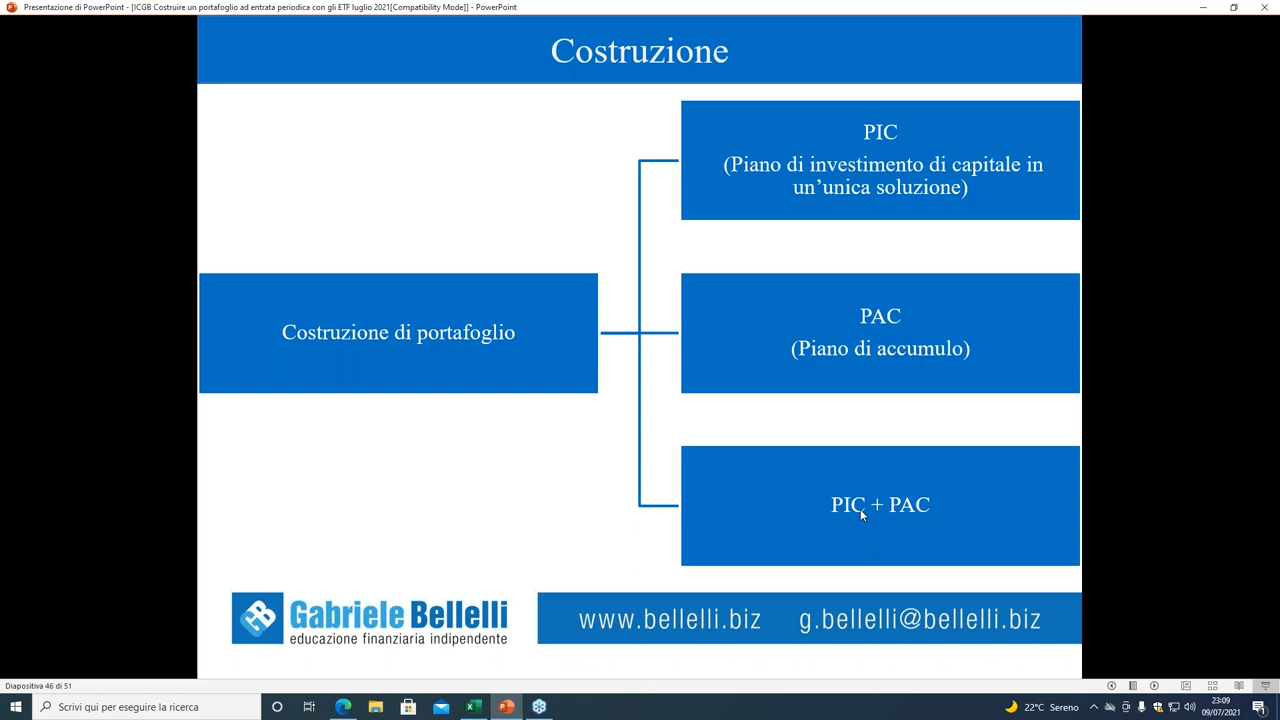 Presentazione di PowerPoint - [ICGB Costruire un portafoglio ad entrata periodica con gli ETF luglio 2021[Compatibility Mode]] - PowerPoint
Costruzione
PIC
(Piano di investimento di capitale in
un’unica soluzione)
Costruzione di portafoglio
PAC
(Piano di accumulo)
PIC + PAC
Gabriele Bellelli
educazione finanziaria indipendente
www.bellelli.biz g.bellelli@bellelli.biz
Diapositiva 46 di 51
Scrivi qui per eseguire la ricerca
22°C Sereno
23:09
09/07/2021